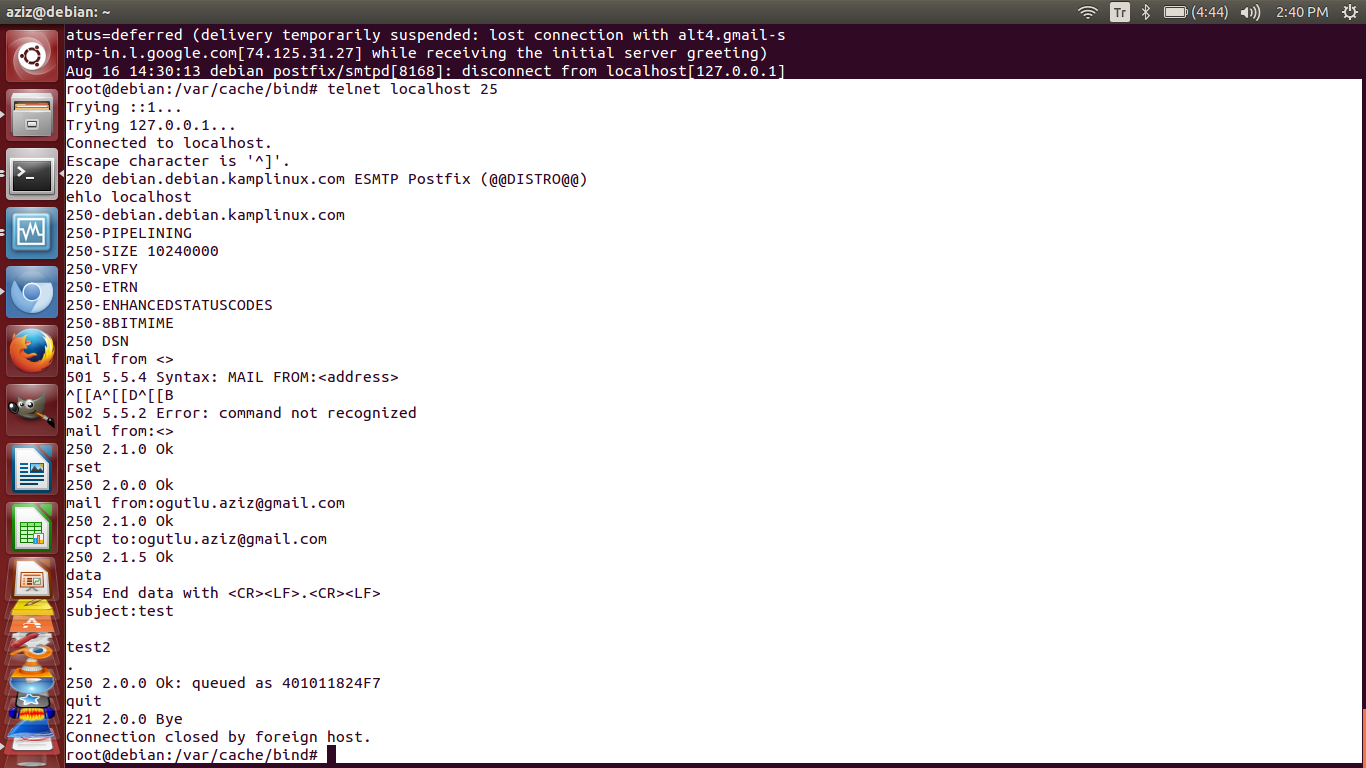 aziz@debian: ~
Tr
(4:44)
2:40 PM
atus=deferred (delivery temporarily suspended: lost connection with alt4.gmail-s
mtp-in.l.google.com[74.125.31.27] while receiving the initial server greeting)
Aug 16 14:30:13 debian postfix/smtpd[8168]: disconnect from localhost[127.0.0.1]
root@debian:/var/cache/bind# telnet localhost 25
Trying ::1...
Trying 127.0.0.1...
Connected to localhost.
Escape character is '^]'.
220 debian.debian.kamplinux.com ESMTP Postfix (@@DISTRO@@)
ehlo localhost
250-debian.debian.kamplinux.com
250-PIPELINING
250-SIZE 10240000
250-VRFY
250-ETRN
250-ENHANCEDSTATUSCODES
250-8BITMIME
250 DSN
mail from <>
501 5.5.4 Syntax: MAIL FROM:<address>
^[[A^[[D^[[B
502 5.5.2 Error: command not recognized
mail from:<>
250 2.1.0 Ok
rset
250 2.0.0 Ok
mail from:ogutlu.aziz@gmail.com
250 2.1.0 Ok
rcpt to:ogutlu.aziz@gmail.com
250 2.1.5 Ok
data
354 End data with <CR><LF>.<CR><LF>
subject:test
test2
.
250 2.0.0 Ok: queued as 401011824F7
quit
221 2.0.0 Bye
Connection closed by foreign host.
root@debian:/var/cache/bind#